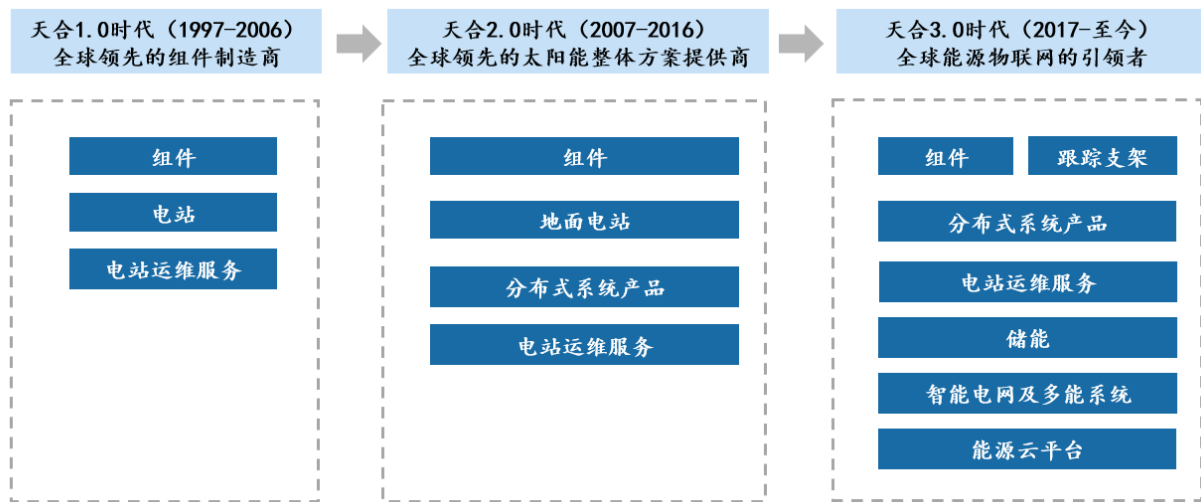 天合1.0时代（1997-2006）
全球领先的组件制造商
天合2.0时代（2007-2016）
全球领先的太阳能整体方案提供商
天合3.0时代（2017-至今）
全球能源物联网的引领者
组件
电站
电站运维服务
组件
地面电站
分布式系统产品
电站运维服务
组件
跟踪支架
分布式系统产品
电站运维服务
储能
智能电网及多能系统
能源云平台